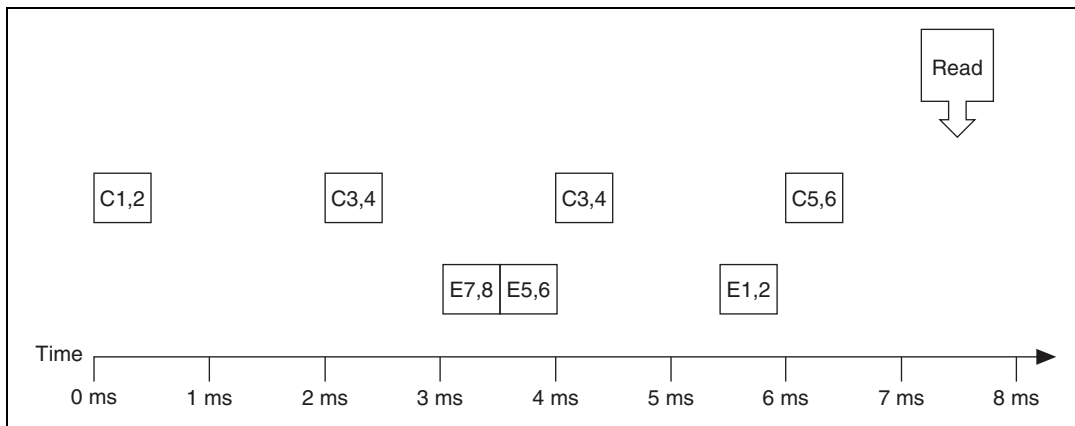 Read
C1,2 C3,4 C3,4 C5,6
E7,8 E5,6 E1,2
Time
0 ms 1 ms 2 ms 3 ms 4 ms 5 ms 6 ms 7 ms 8 ms